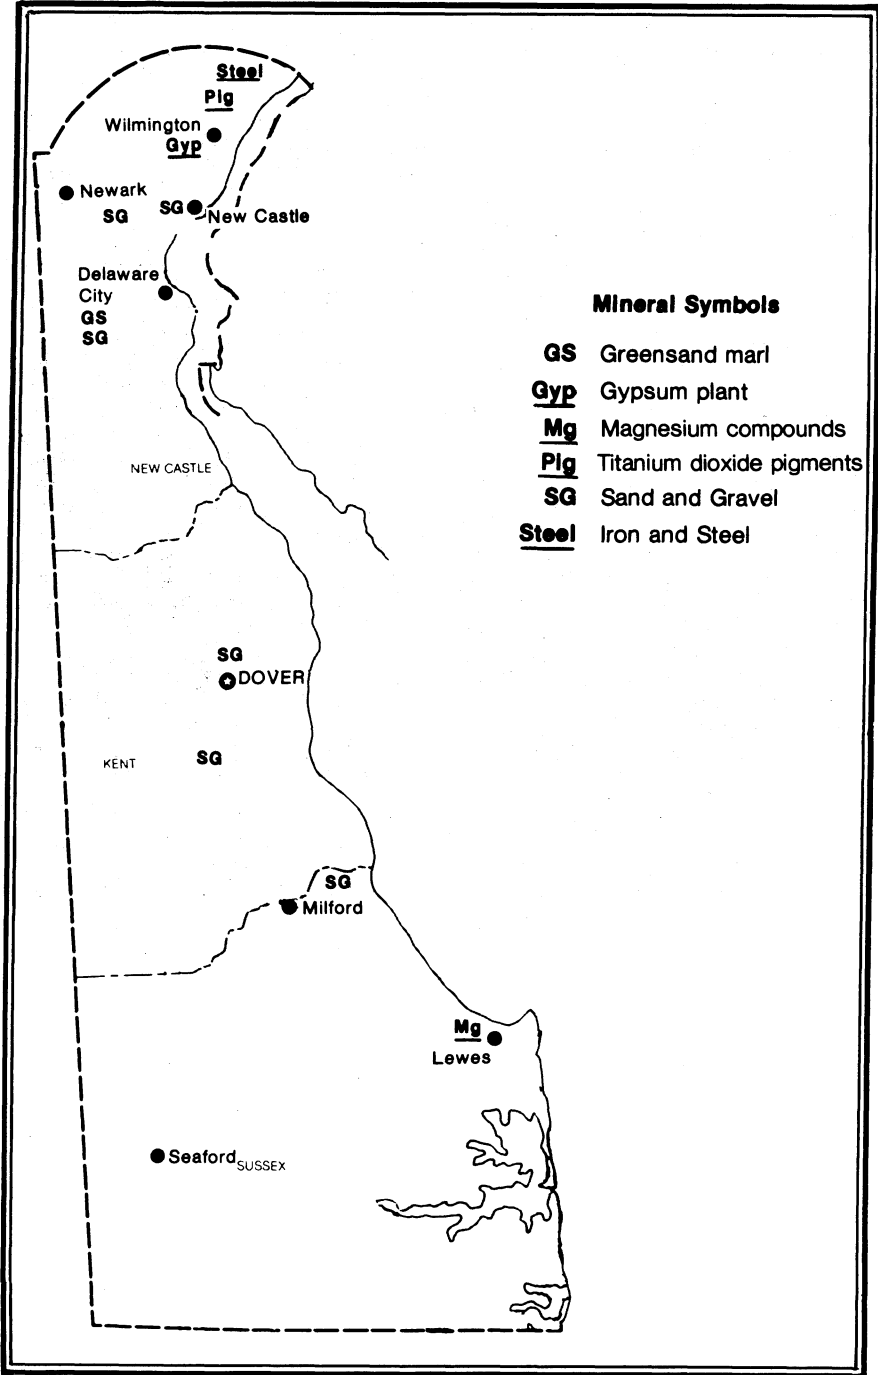 Steel
Pig
Wilmington
Gyp
Newark
SG
SG
New Castle
Delaware
City
GS
SG
NEW CASTLE
SG
DOVER
KENT
SG
SG
Milford
Mg
Lewes
Seaford
SUSSEX
Mineral Symbols
GS Greensand marl
Gyp Gypsum plant
Mg Magnesium compounds
Pig Titanium dioxide pigments
SG Sand and Gravel
Steel Iron and Steel